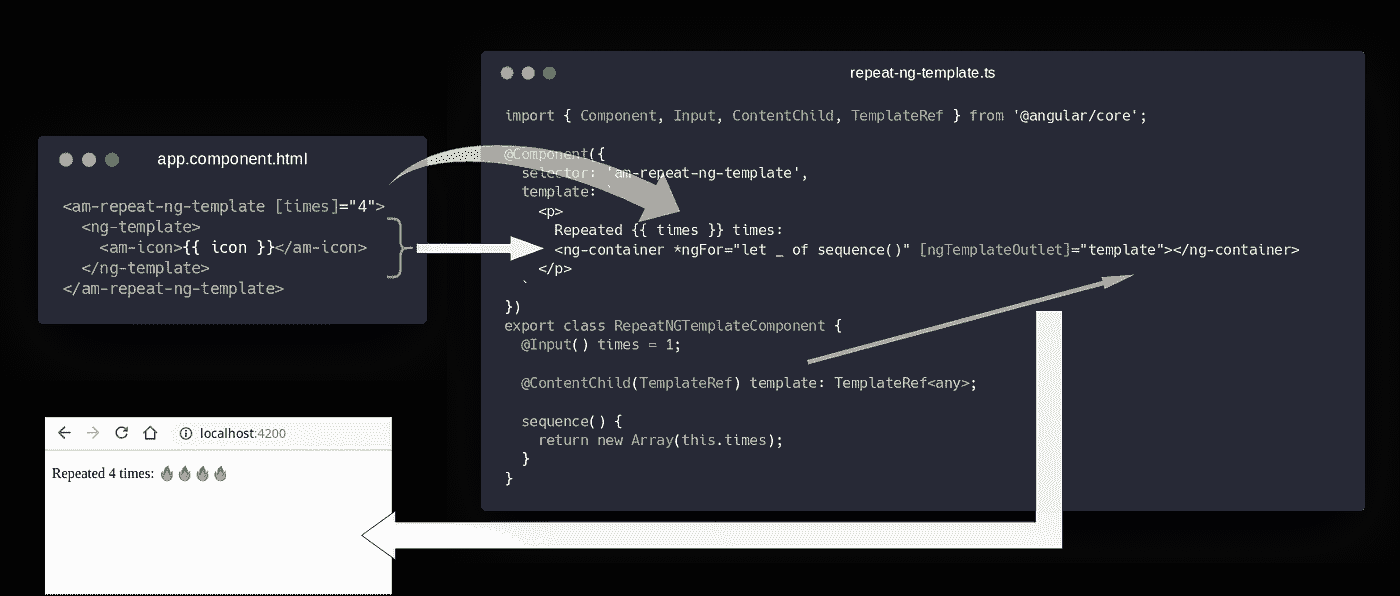 app.component.html
<am-repeat-ng-template [times]="4">
<ng-template>
<am-icon>{{ icon }}</am-icon>
</ng-template>
</am-repeat-ng-template>
repeat-ng-template.ts
import { Component, Input, ContentChild, TemplateRef } from '@angular/core';
@Component({
selector: 'am-repeat-ng-template',
template: `
<p>
Repeated {{ times }} times:
<ng-container *ngFor="let _ of sequence()" [ngTemplateOutlet]="template"></ng-container>
</p>
`
})
export class RepeatNGTemplateComponent {
@Input() times = 1;
@ContentChild(TemplateRef) template: TemplateRef<any>;
sequence() {
return new Array(this.times);
}
}
localhost:4200
Repeated 4 times: 🔥🔥🔥🔥